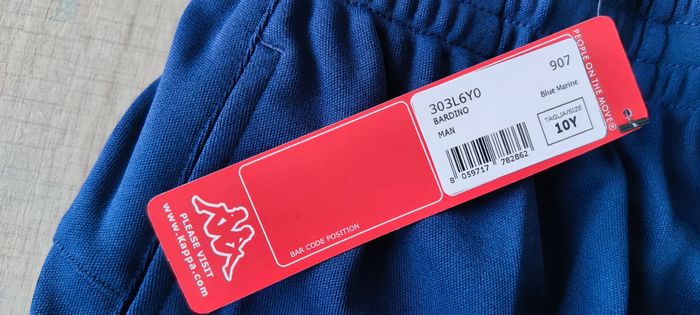 303L6Y0
BARDINO
MAN
907
Blue Marine
TAGLIA/SIZE
10Y
8 059717 782862
PEOPLE ON THE MOVE®
BAR CODE POSITION
PLEASE VISIT
www.Kappa.com